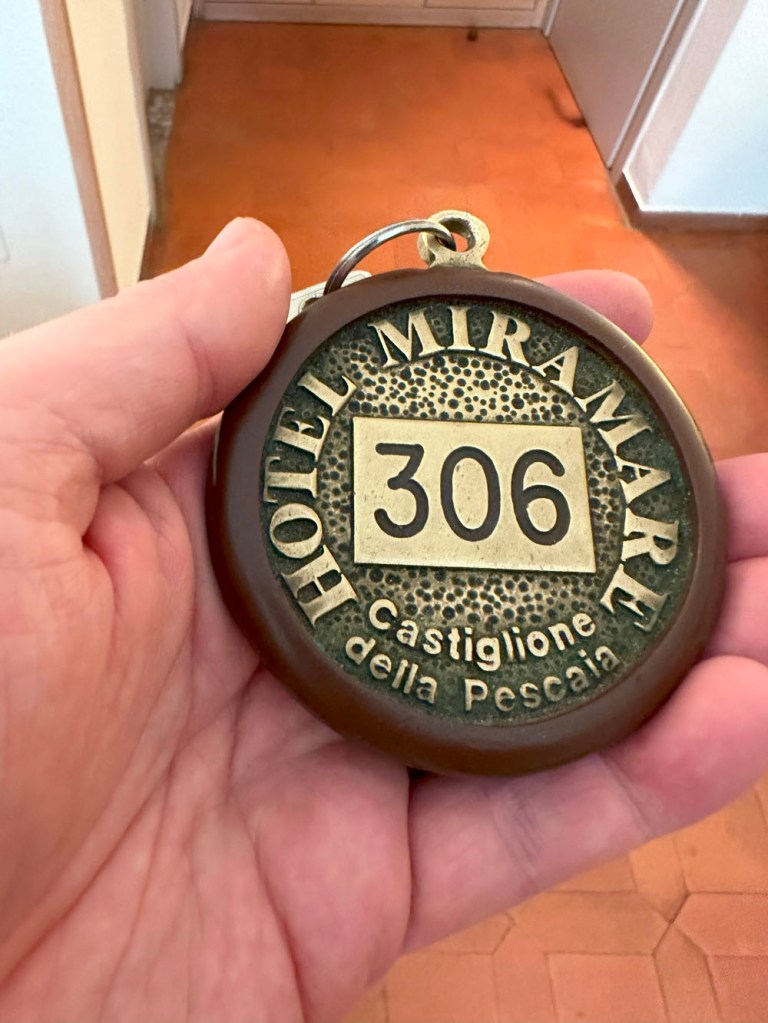 HOTEL MIRAMARE
306
Castiglione
della Pescaia